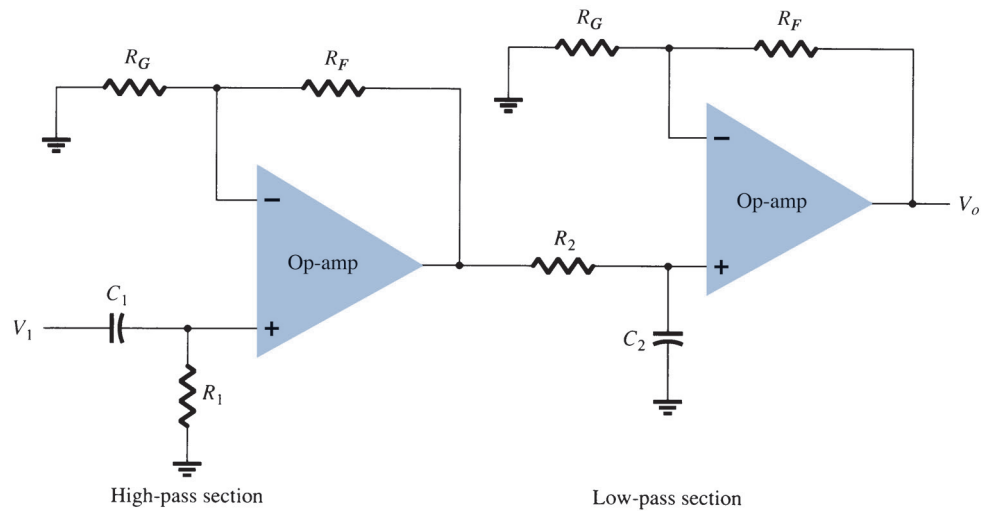 R_G
R_F
R_G
R_F
−
Op-amp
V_o
−
Op-amp
R_2
+
C_1
V_1
+
C_2
R_1
High-pass section
Low-pass section